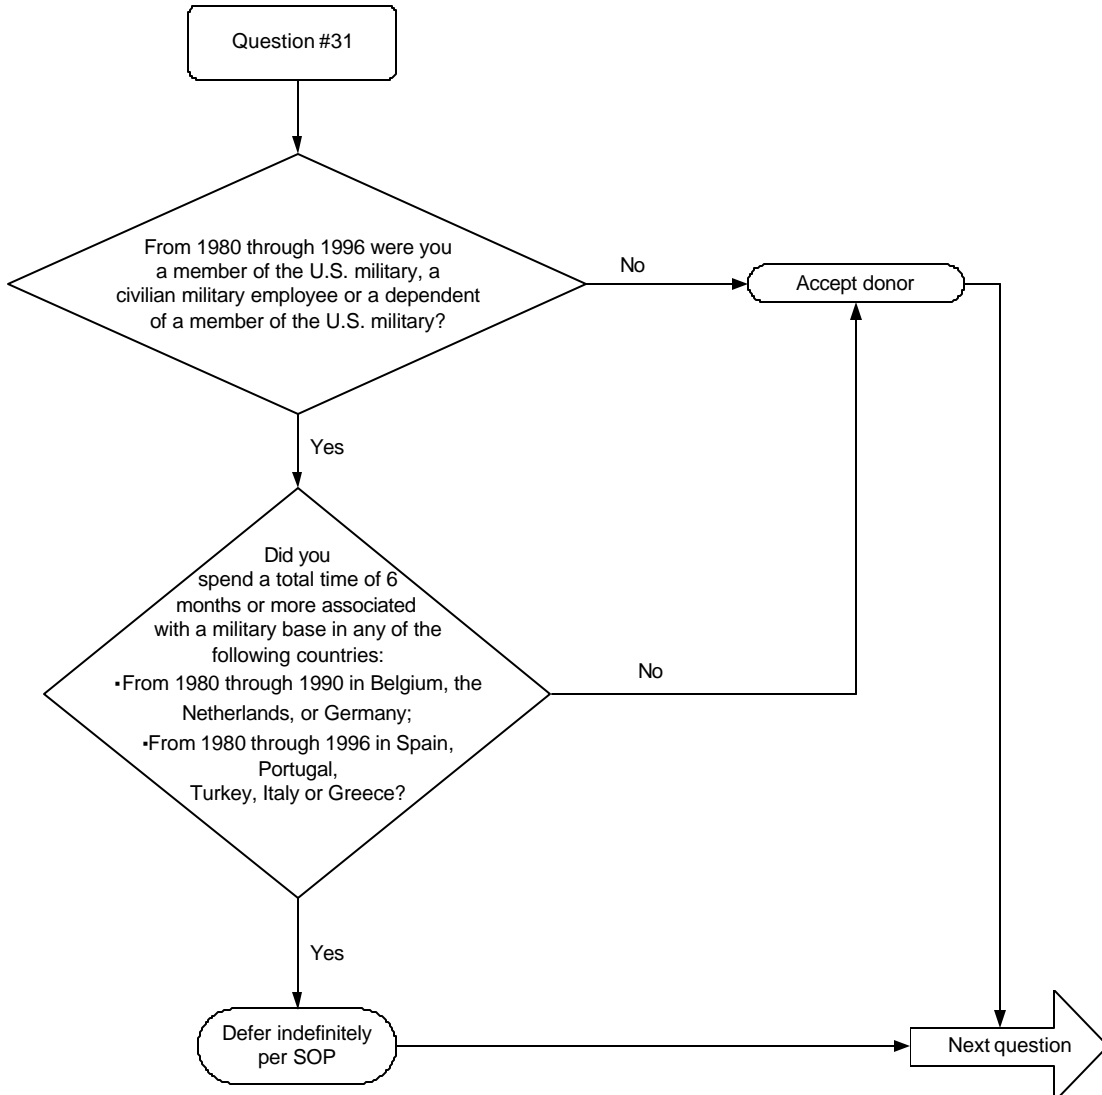 Question #31
From 1980 through 1996 were you
a member of the U.S. military, a
civilian military employee or a dependent
of a member of the U.S. military?
No
Accept donor
Yes
Did you
spend a total time of 6
months or more associated
with a military base in any of the
following countries:
▪From 1980 through 1990 in Belgium, the
Netherlands, or Germany;
▪From 1980 through 1996 in Spain,
Portugal,
Turkey, Italy or Greece?
No
Yes
Defer indefinitely
per SOP
Next question